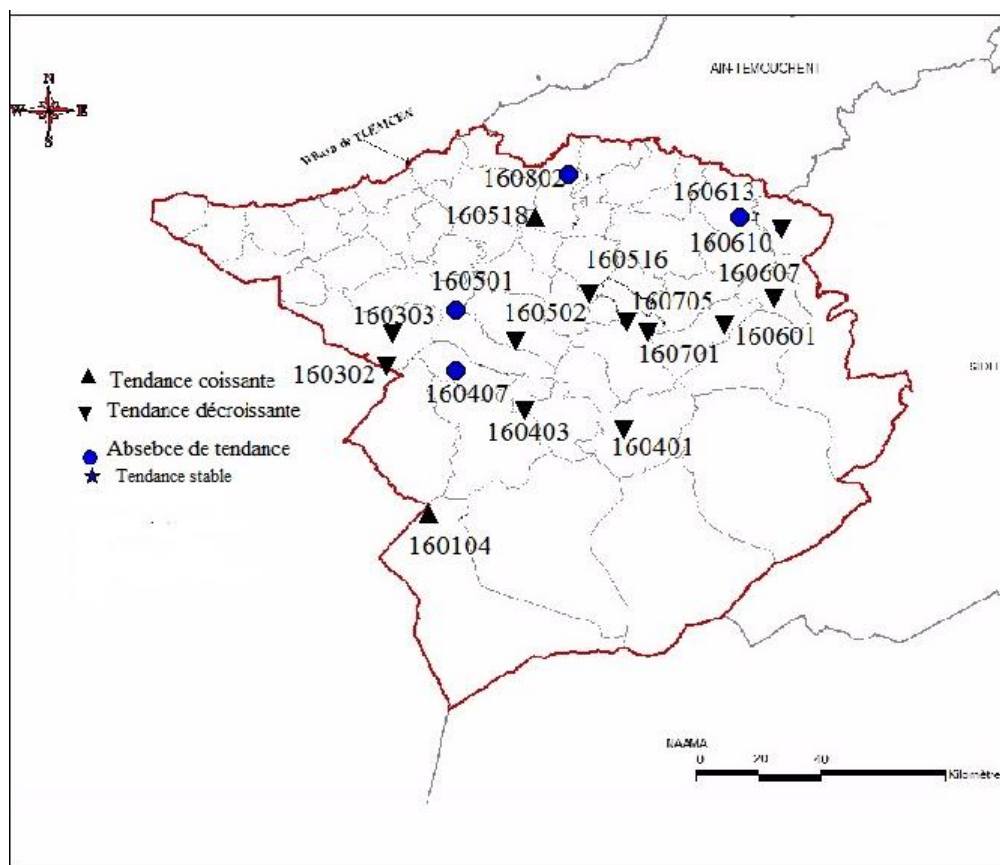 AIN-TEMOUCHENT
N
W E
S
Wilaya de TLEMCEN
160802
160613
160518
160610
160516
160607
160501
160502
160705
160303
160701
160601
160302
Tendance coissante
160407
Tendance décroissante
160403
160401
Absebce de tendance
Tendance stable
160104
SIDI
NAAMA
0 20 40
Kilomètre